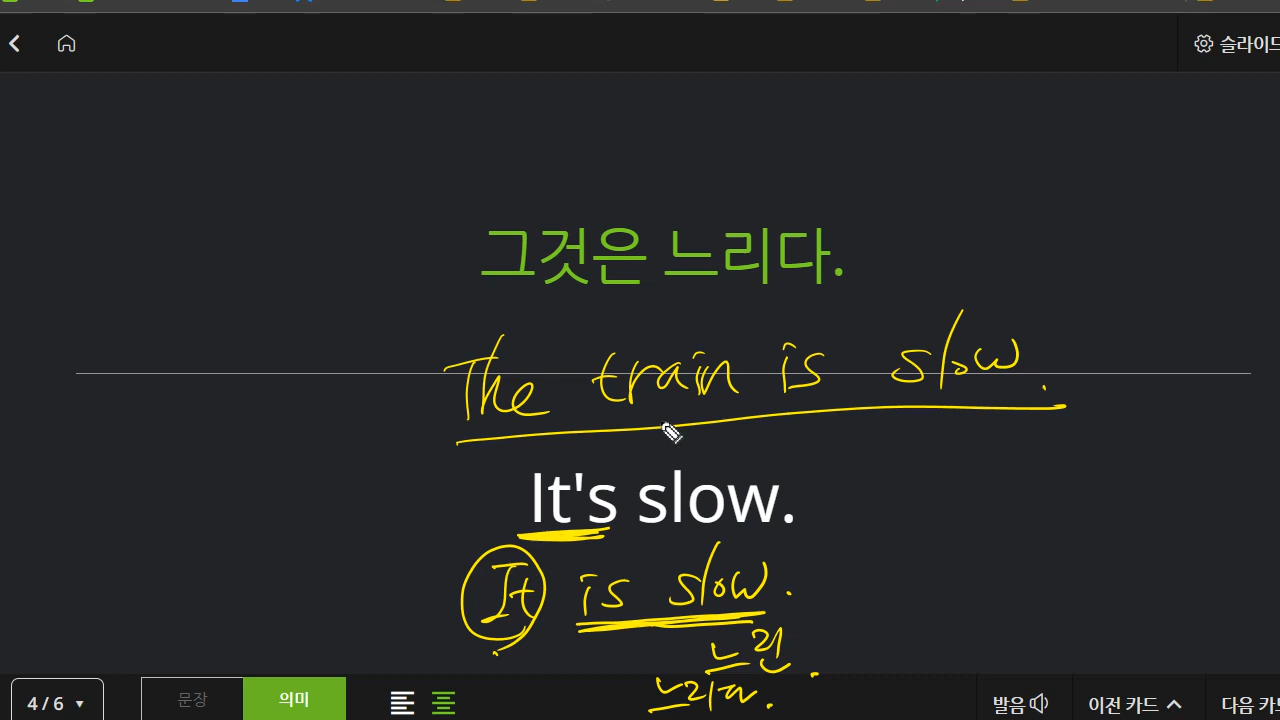 슬라이드
그것은 느리다.
The train is slow.
It's slow.
It is slow.
느린
느리다.
4/6 ▼ 문장 의미 발음 이전 카드 다음 카